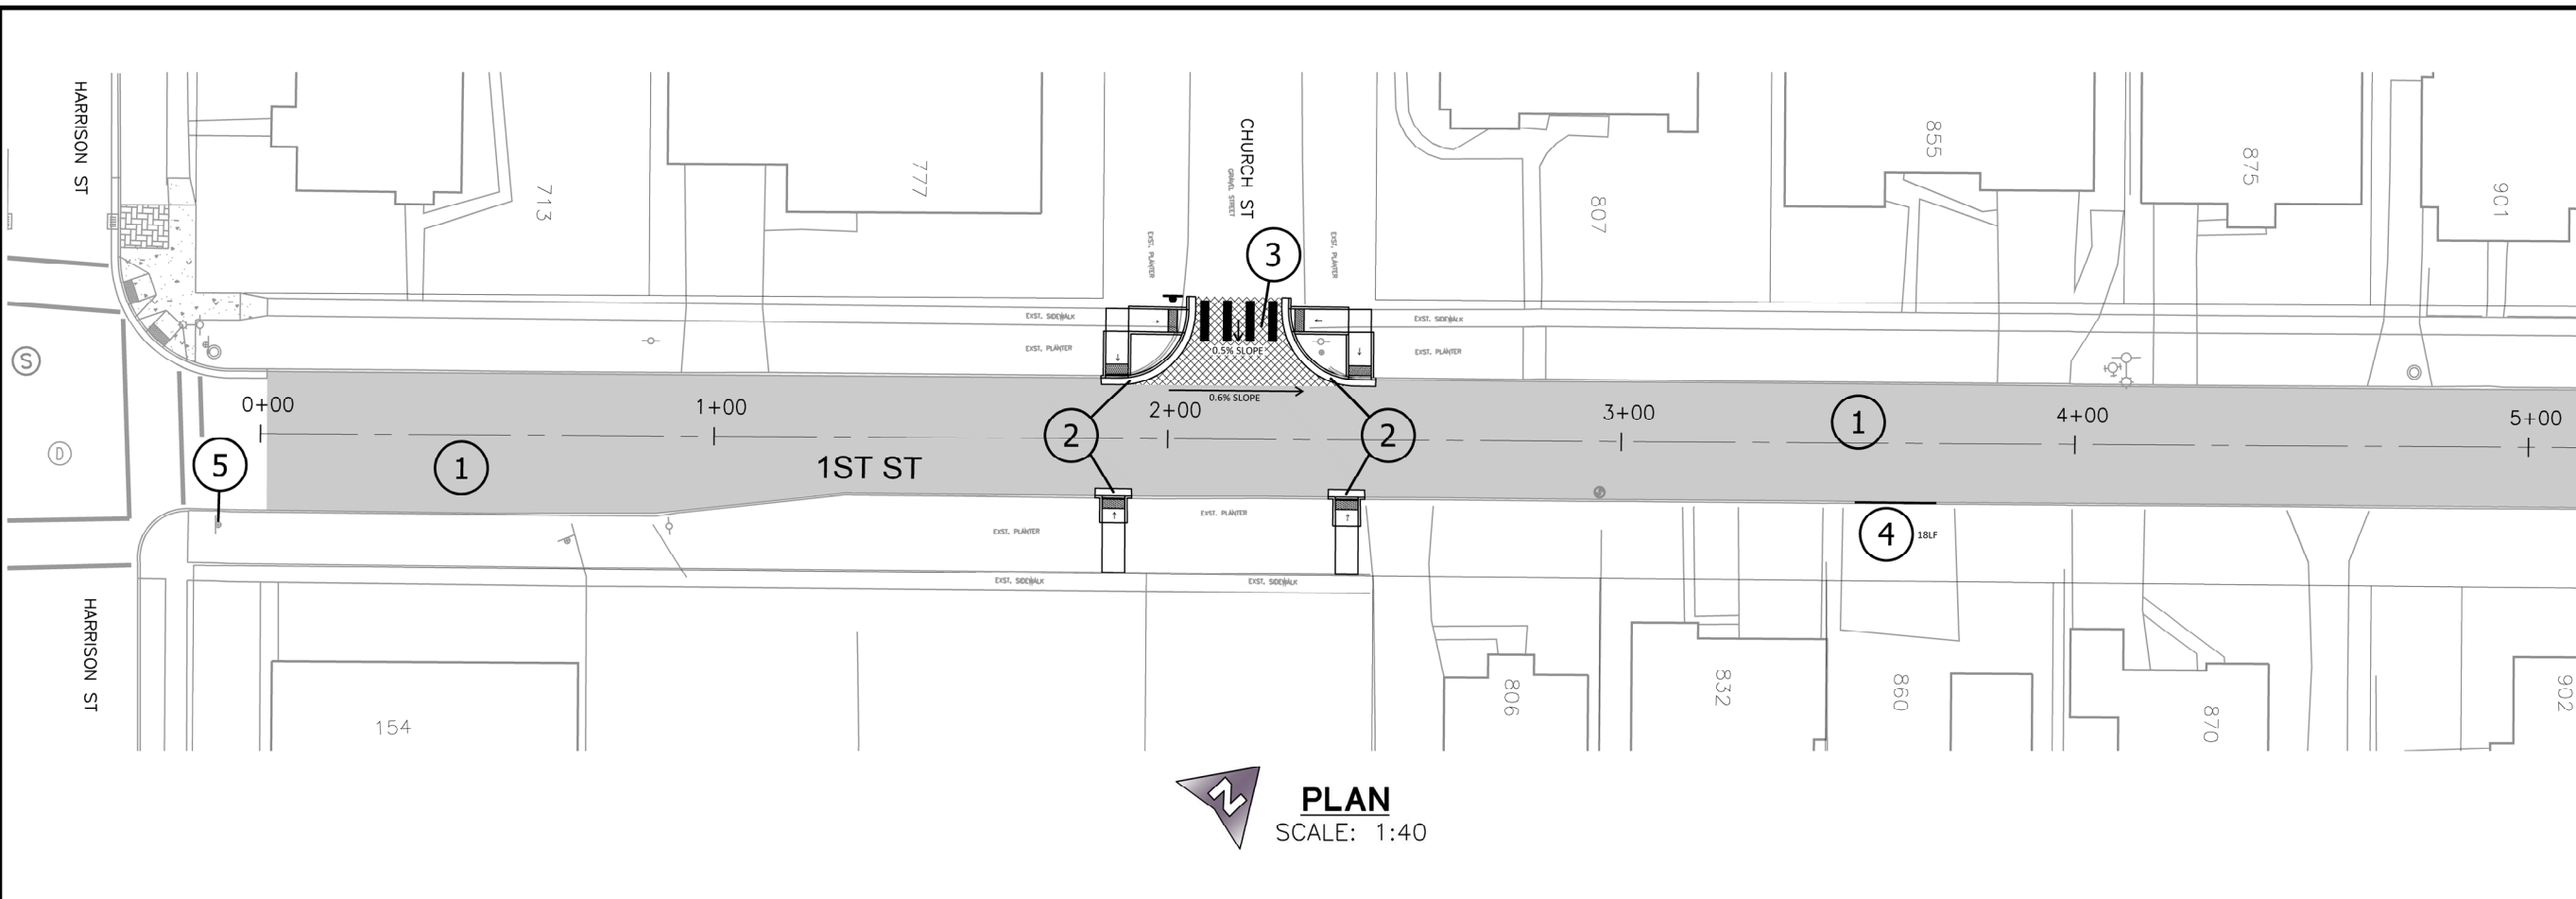 HARRISON ST
CHURCH ST
GRAVEL STREET
713
777
807
855
875
901
EXST. PLANTER
EXST. PLANTER
3
EXST. SIDEWALK
EXST. SIDEWALK
EXST. PLANTER
EXST. PLANTER
0.5% SLOPE
0.6% SLOPE
S
D
0+00
1+00
2+00
3+00
4+00
5+00
5
1
1ST ST
2
2
1
EXST. PLANTER
EXST. PLANTER
4
18LF
EXST. SIDEWALK
EXST. SIDEWALK
HARRISON ST
154
806
832
860
870
902
N
PLAN
SCALE: 1:40